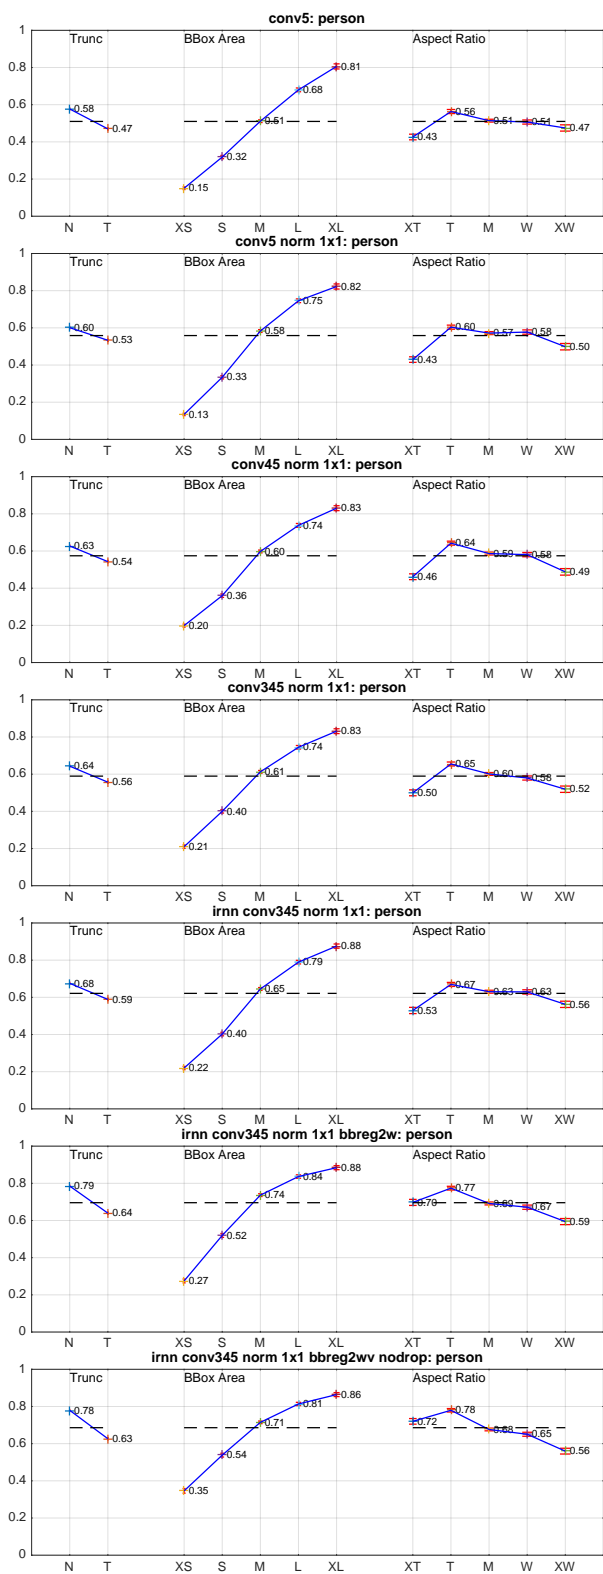 conv5: person
Trunc BBox Area Aspect Ratio
1
0.8
0.6
0.4
0.2
0
0.58 0.47 0.15 0.32 0.51 0.68 0.81 0.43 0.56 0.51 0.51 0.47
N T XS S M L XL XT T M W XW
conv5 norm 1x1: person
Trunc BBox Area Aspect Ratio
1
0.8
0.6
0.4
0.2
0
0.60 0.53 0.13 0.33 0.58 0.75 0.82 0.43 0.60 0.57 0.58 0.50
N T XS S M L XL XT T M W XW
conv45 norm 1x1: person
Trunc BBox Area Aspect Ratio
1
0.8
0.6
0.4
0.2
0
0.63 0.54 0.20 0.36 0.60 0.74 0.83 0.46 0.64 0.59 0.58 0.49
N T XS S M L XL XT T M W XW
conv345 norm 1x1: person
Trunc BBox Area Aspect Ratio
1
0.8
0.6
0.4
0.2
0
0.64 0.56 0.21 0.40 0.61 0.74 0.83 0.50 0.65 0.60 0.58 0.52
N T XS S M L XL XT T M W XW
irnn conv345 norm 1x1: person
Trunc BBox Area Aspect Ratio
1
0.8
0.6
0.4
0.2
0
0.68 0.59 0.22 0.40 0.65 0.79 0.88 0.53 0.67 0.63 0.63 0.56
N T XS S M L XL XT T M W XW
irnn conv345 norm 1x1 bbreg2w: person
Trunc BBox Area Aspect Ratio
1
0.8
0.6
0.4
0.2
0
0.79 0.64 0.27 0.52 0.74 0.84 0.88 0.70 0.77 0.69 0.67 0.59
N T XS S M L XL XT T M W XW
irnn conv345 norm 1x1 bbreg2wv nodrop: person
Trunc BBox Area Aspect Ratio
1
0.8
0.6
0.4
0.2
0
0.78 0.63 0.35 0.54 0.71 0.81 0.86 0.72 0.78 0.68 0.65 0.56
N T XS S M L XL XT T M W XW